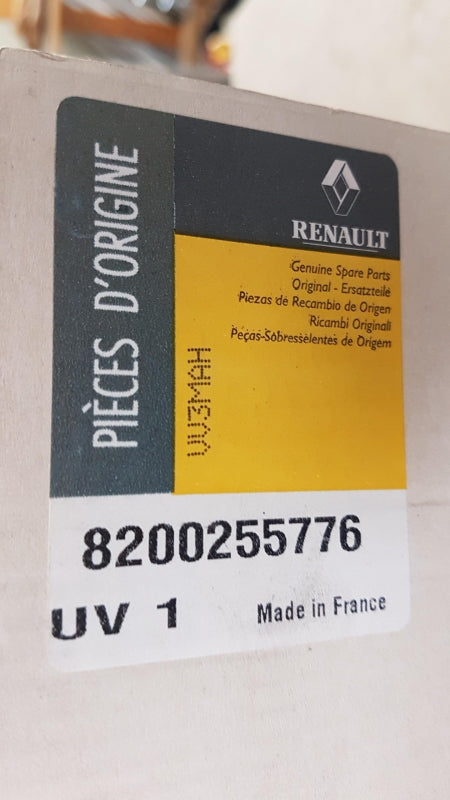 PIÈCES D'ORIGINE
RENAULT
Genuine Spare Parts
Original - Ersatzteile
Piezas de Recambio de Origen
Ricambi Originali
Peças-Sobresselentes de Origem
VV3MAH
8200255776
UV 1
Made in France